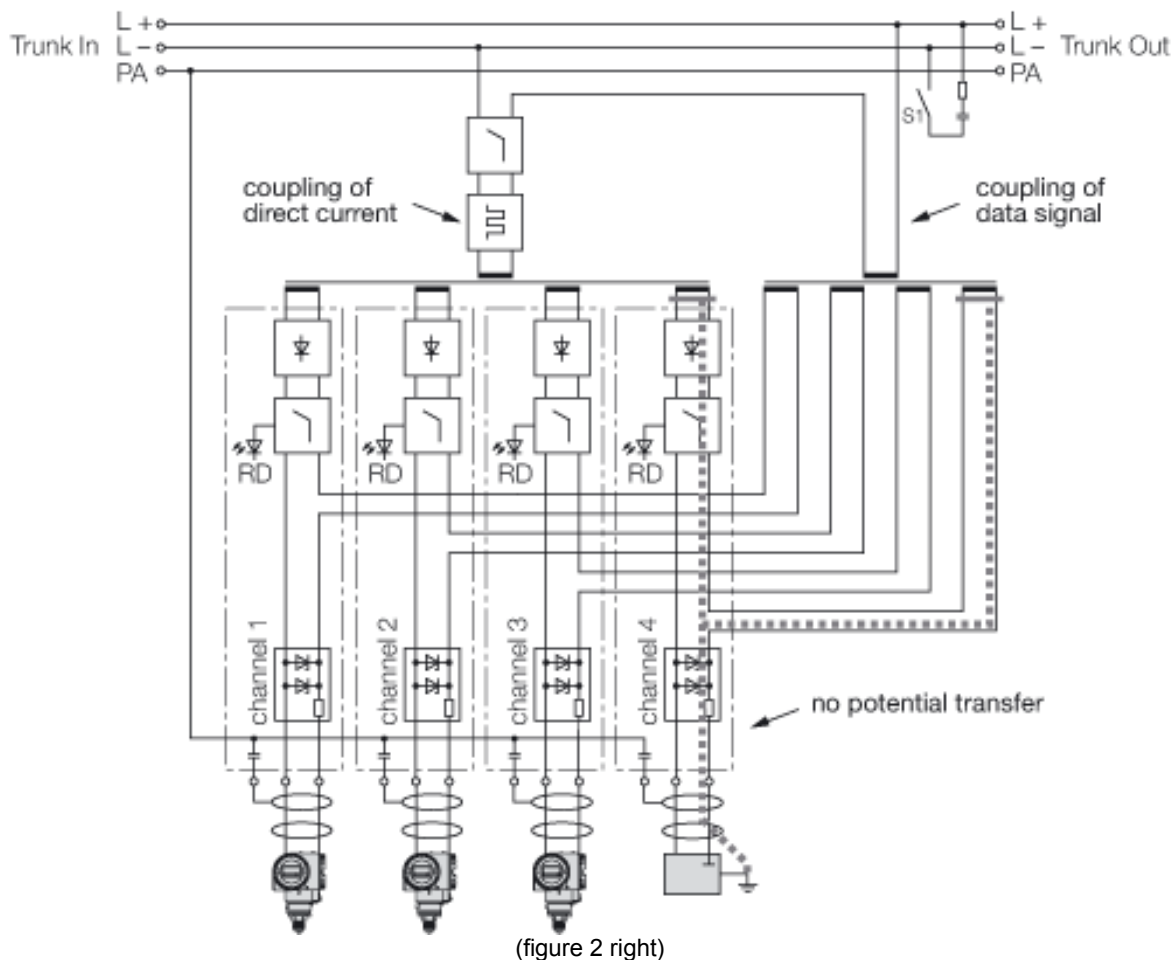 L +
Trunk In L –
PA
L +
L – Trunk Out
PA
S1
coupling of
direct current
coupling of
data signal
RD
RD
RD
RD
channel 1
channel 2
channel 3
channel 4
no potential transfer
(figure 2 right)